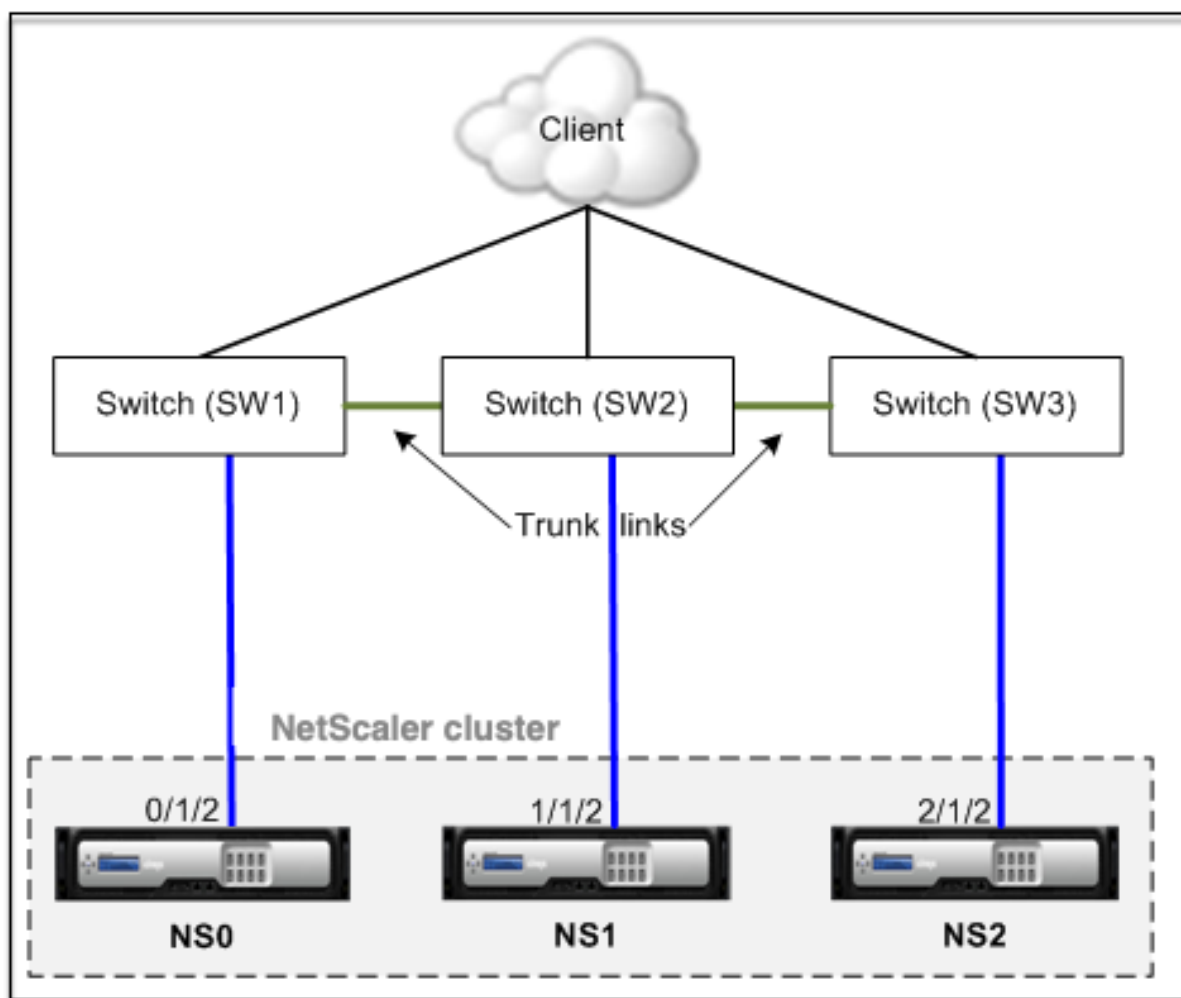 Client
Switch (SW1)
Switch (SW2)
Switch (SW3)
Trunk links
NetScaler cluster
0/1/2
1/1/2
2/1/2
NS0
NS1
NS2